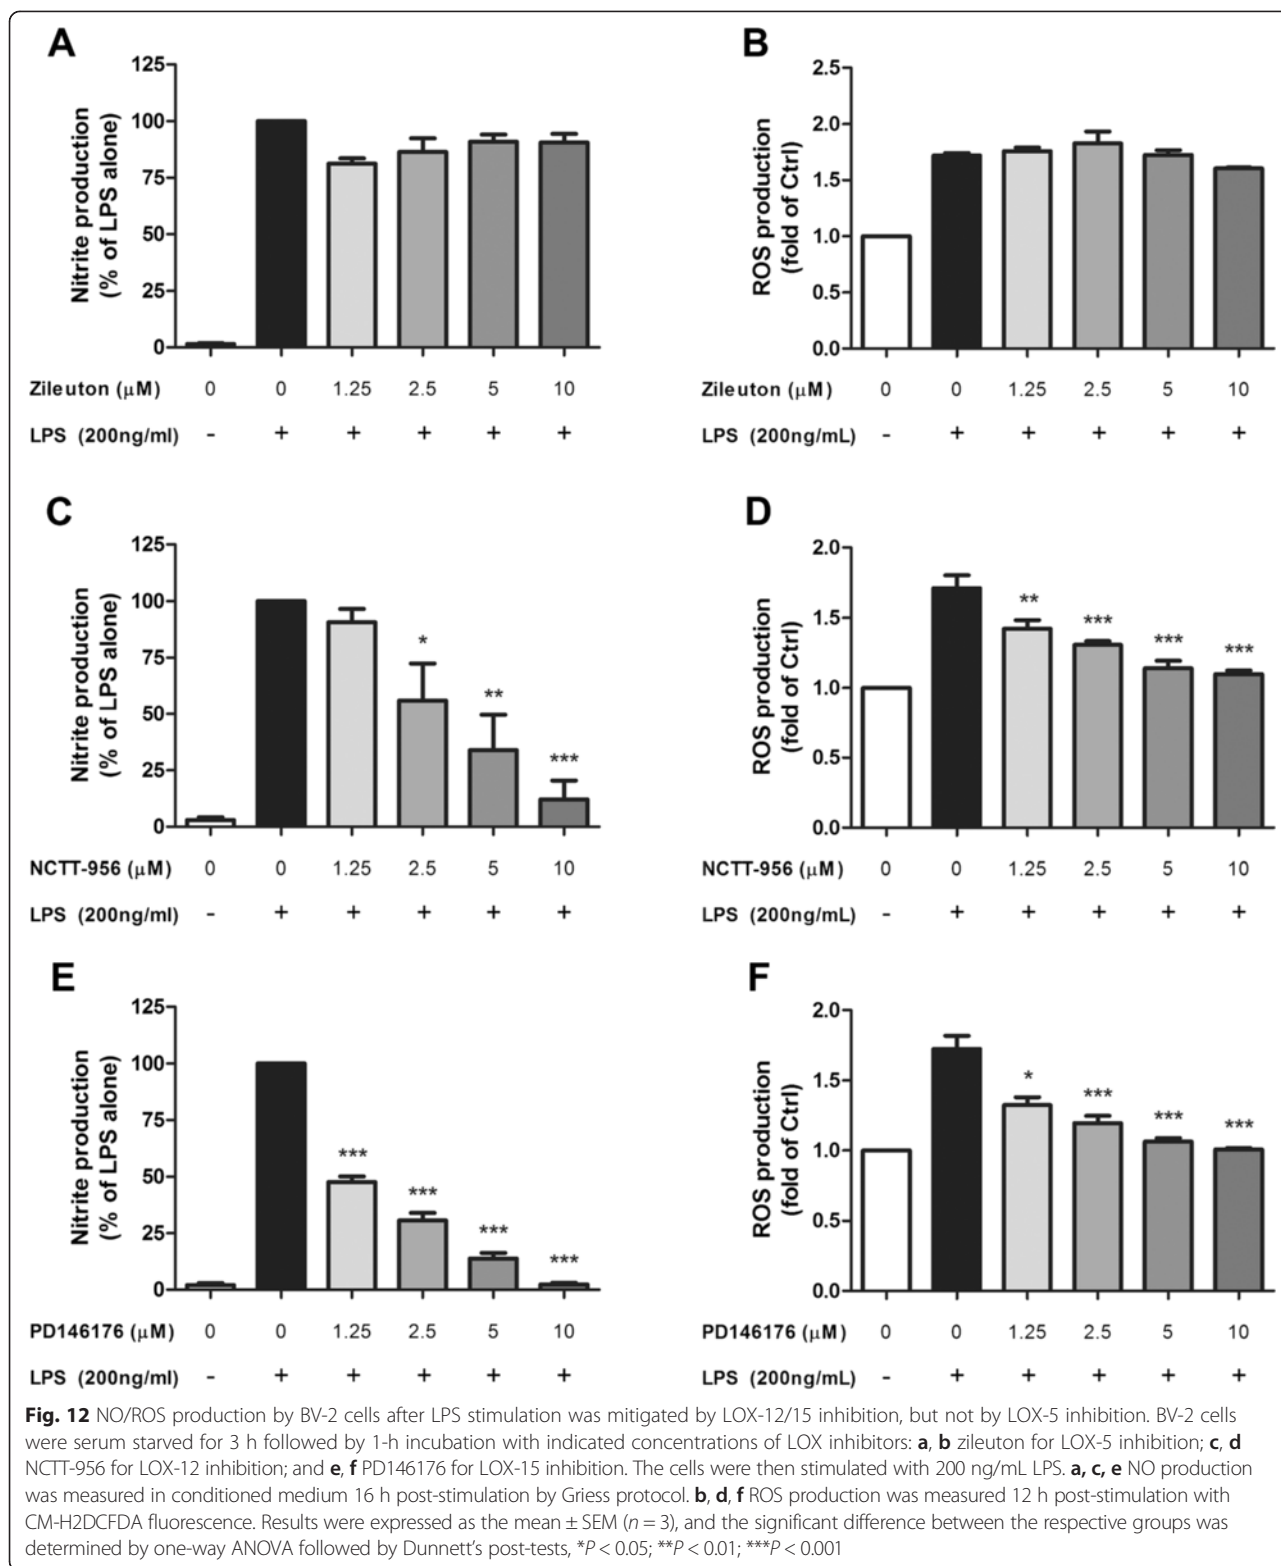 A
B
Nitrite production
(% of LPS alone)
125
100
75
50
25
0
ROS production
(fold of Ctrl)
2.5
2.0
1.5
1.0
0.5
0.0
Zileuton (μM) 0 0 1.25 2.5 5 10
LPS (200ng/ml) - + + + + +
Zileuton (μM) 0 0 1.25 2.5 5 10
LPS (200ng/mL) - + + + + +
C
D
Nitrite production
(% of LPS alone)
125
100
75
50
25
0
* ** ***
ROS production
(fold of Ctrl)
2.0
1.5
1.0
0.5
0.0
** *** *** ***
NCTT-956 (μM) 0 0 1.25 2.5 5 10
LPS (200ng/ml) - + + + + +
NCTT-956 (μM) 0 0 1.25 2.5 5 10
LPS (200ng/mL) - + + + + +
E
F
Nitrite production
(% of LPS alone)
125
100
75
50
25
0
*** *** *** ***
ROS production
(fold of Ctrl)
2.0
1.5
1.0
0.5
0.0
* *** *** ***
PD146176 (μM) 0 0 1.25 2.5 5 10
LPS (200ng/ml) - + + + + +
PD146176 (μM) 0 0 1.25 2.5 5 10
LPS (200ng/mL) - + + + + +
Fig. 12 NO/ROS production by BV-2 cells after LPS stimulation was mitigated by LOX-12/15 inhibition, but not by LOX-5 inhibition. BV-2 cells
were serum starved for 3 h followed by 1-h incubation with indicated concentrations of LOX inhibitors: a, b zileuton for LOX-5 inhibition; c, d
NCTT-956 for LOX-12 inhibition; and e, f PD146176 for LOX-15 inhibition. The cells were then stimulated with 200 ng/mL LPS. a, c, e NO production
was measured in conditioned medium 16 h post-stimulation by Griess protocol. b, d, f ROS production was measured 12 h post-stimulation with
CM-H2DCFDA fluorescence. Results were expressed as the mean ± SEM (n = 3), and the significant difference between the respective groups was
determined by one-way ANOVA followed by Dunnett's post-tests, *P < 0.05; **P < 0.01; ***P < 0.001